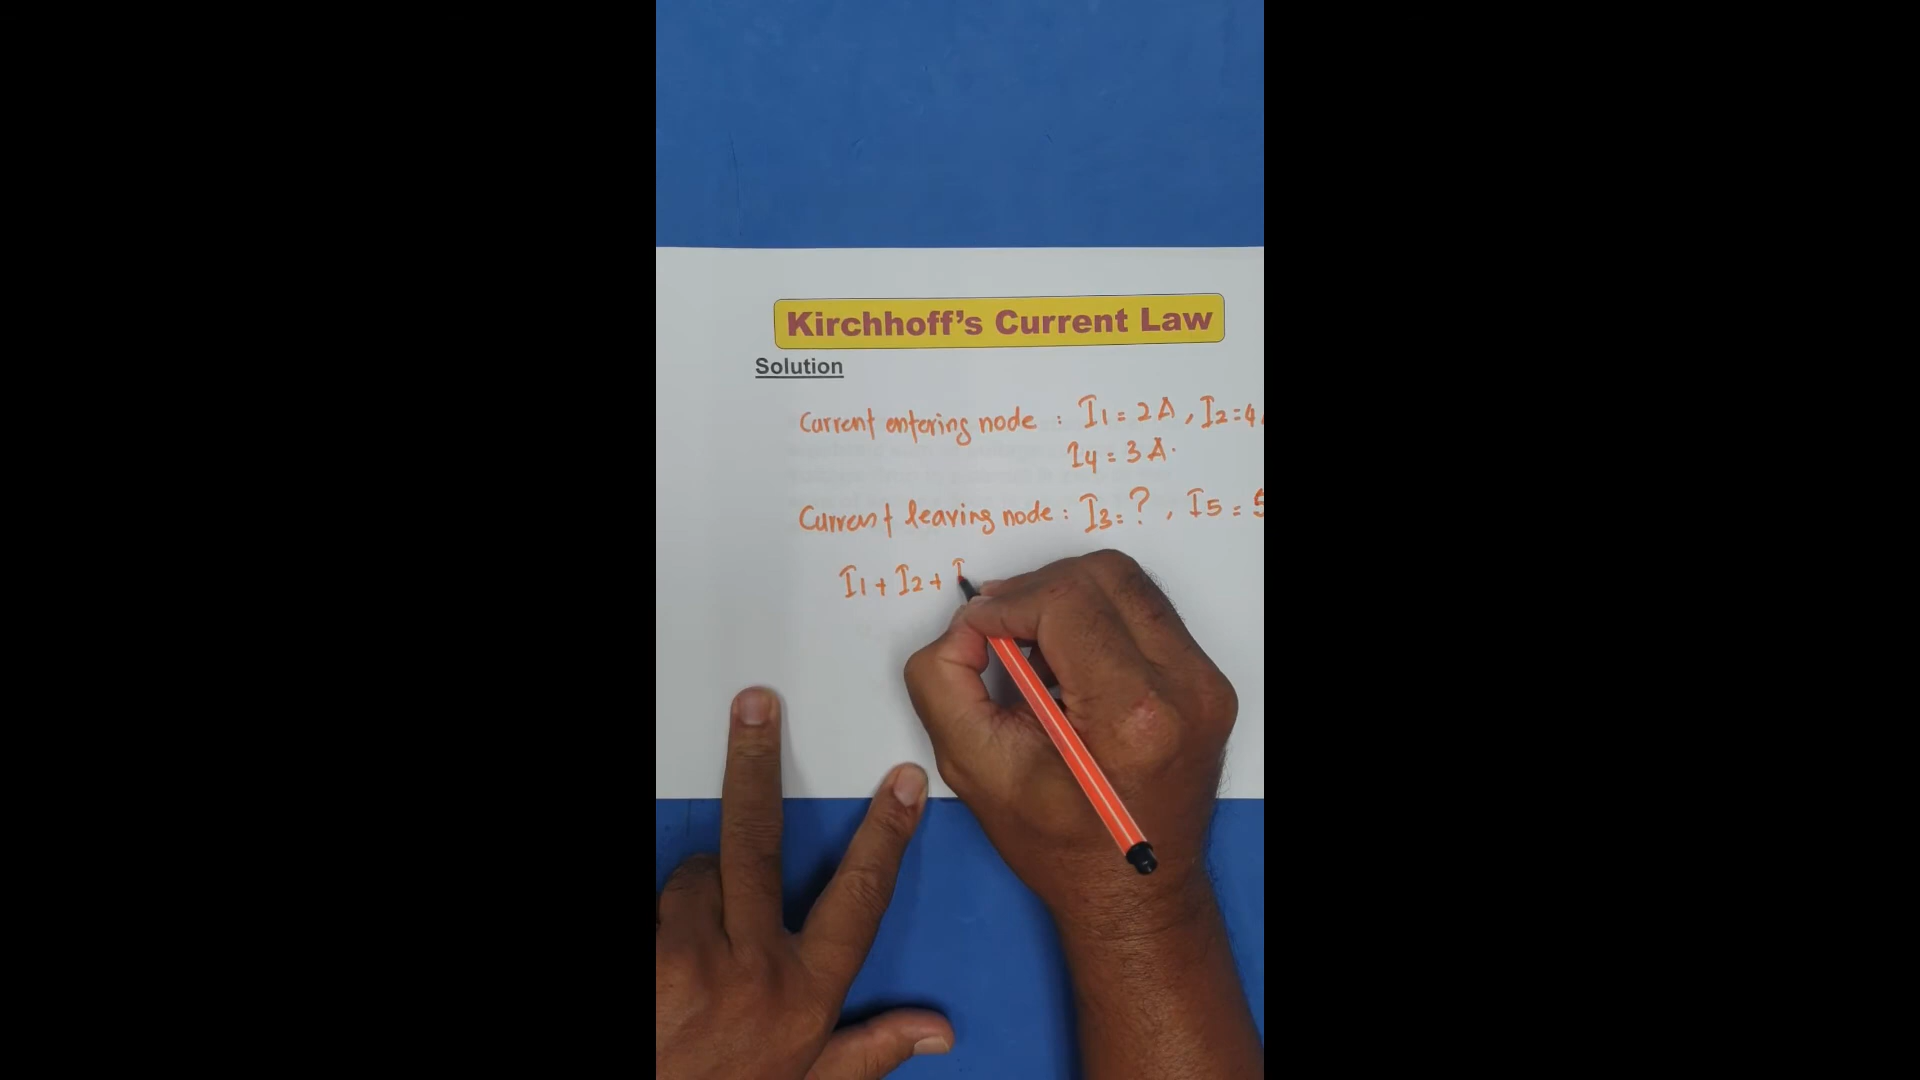 Kirchhoff's Current Law
Solution
Current entering node : I1 = 2A, I2 = 4
I4 = 3A.
Current leaving node : I3 = ? , I5 = 5
I1 + I2 + I